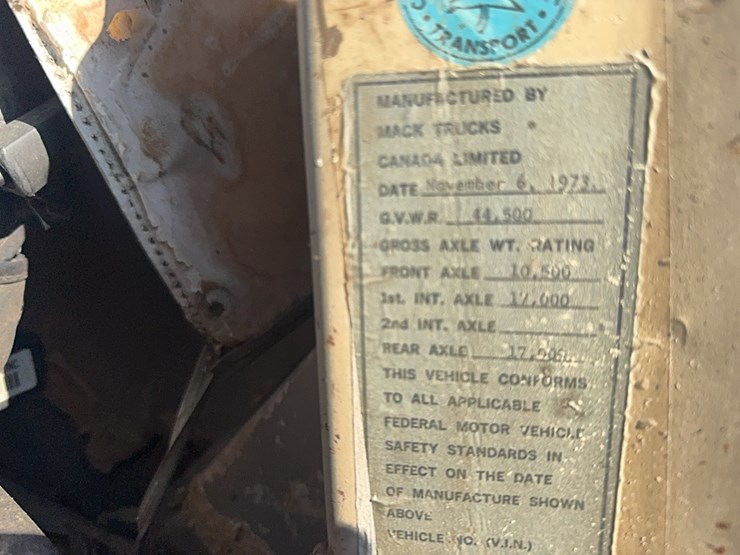 TRANSPORT
MANUFACTURED BY
MACK TRUCKS
CANADA LIMITED
DATE November 6, 1973.
G.V.W.R. 44,500
GROSS AXLE WT. RATING
FRONT AXLE 10,500
1st. INT. AXLE 17,000
2nd INT. AXLE
REAR AXLE 17,000
THIS VEHICLE CONFORMS
TO ALL APPLICABLE
FEDERAL MOTOR VEHICLE
SAFETY STANDARDS IN
EFFECT ON THE DATE
OF MANUFACTURE SHOWN
ABOVE
VEHICLE NO. (V.I.N.)